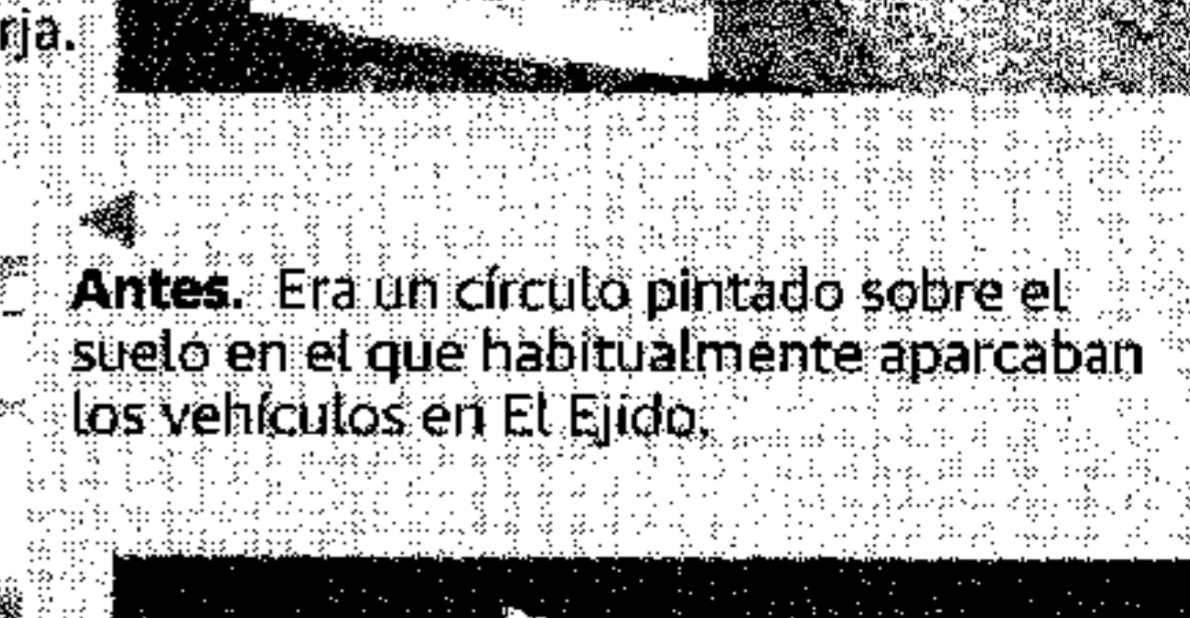 rja.
Antes. Era un círculo pintado sobre el
suelo en el que habitualmente aparcaban
los vehículos en El Ejido.